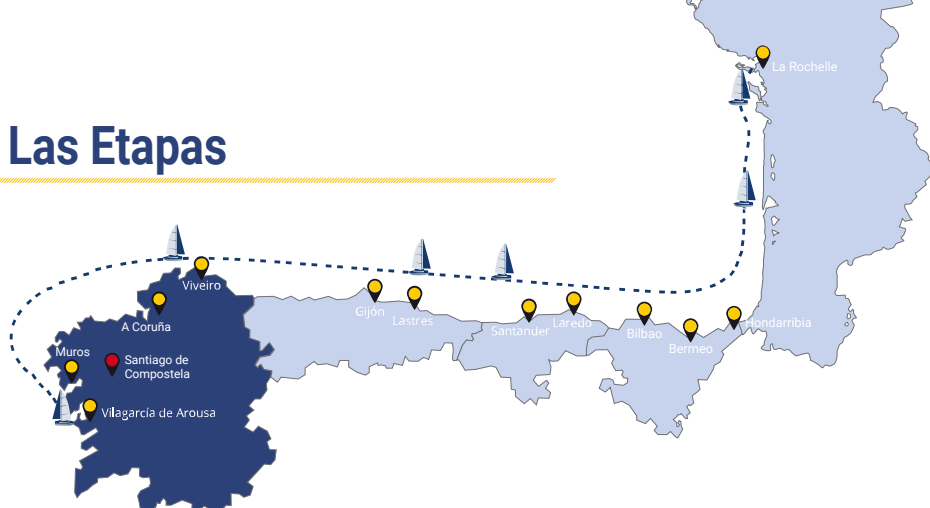 La Rochelle
Las Etapas
Viveiro
Gijón
Lastres
A Coruña
Santander
Laredo
Bilbao
Hondarribia
Bermeo
Muros
Santiago de
Compostela
Vilagarcía de Arousa